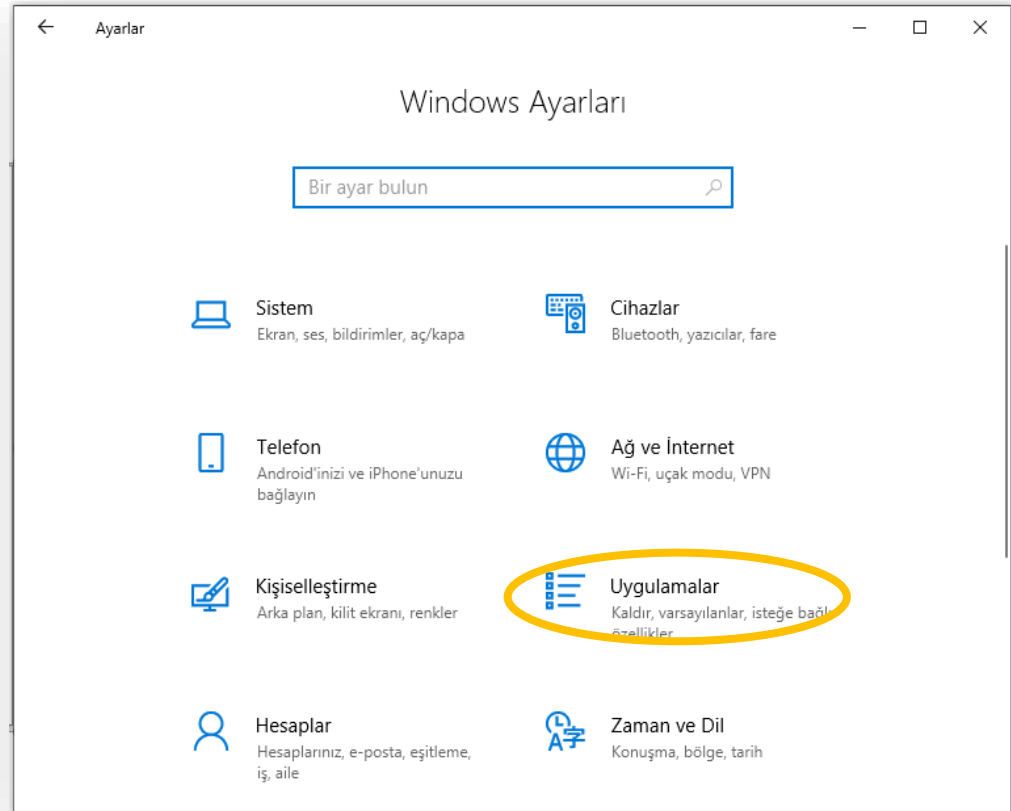 Ayarlar
Windows Ayarları
Bir ayar bulun
Sistem
Ekran, ses, bildirimler, aç/kapa
Cihazlar
Bluetooth, yazıcılar, fare
Telefon
Android'inizi ve iPhone'unuzu
bağlayın
Ağ ve İnternet
Wi-Fi, uçak modu, VPN
Kişiselleştirme
Arka plan, kilit ekranı, renkler
Uygulamalar
Kaldır, varsayılanlar, isteğe bağlı
özellikler
Hesaplar
Hesaplarınız, e-posta, eşitleme,
iş, aile
Zaman ve Dil
Konuşma, bölge, tarih